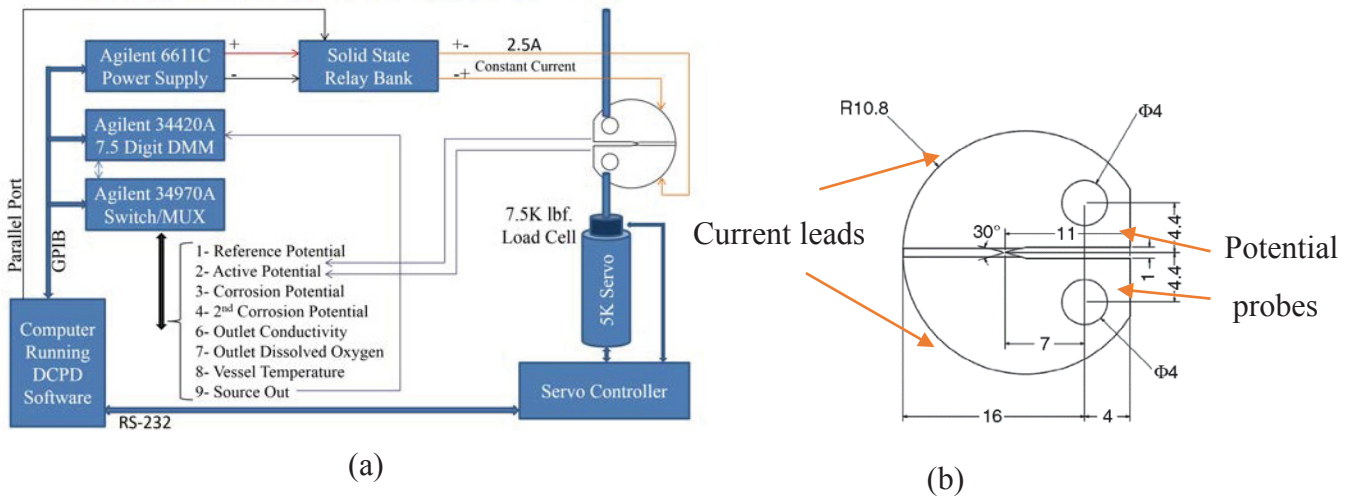 Agilent 6611C
Power Supply
+
-
Solid State
Relay Bank
+-
2.5A
-+
Constant Current
Agilent 34420A
7.5 Digit DMM
Agilent 34970A
Switch/MUX
Parallel Port
GPIB
7.5K lbf.
Load Cell
5K Servo
1- Reference Potential
2- Active Potential
3- Corrosion Potential
4- 2nd Corrosion Potential
6- Outlet Conductivity
7- Outlet Dissolved Oxygen
8- Vessel Temperature
9- Source Out
Computer
Running
DCPD
Software
Servo Controller
RS-232
(a)
R10.8
Φ4
Current leads
30°
11
4.4
1
4.4
Potential
probes
7
Φ4
16
4
(b)